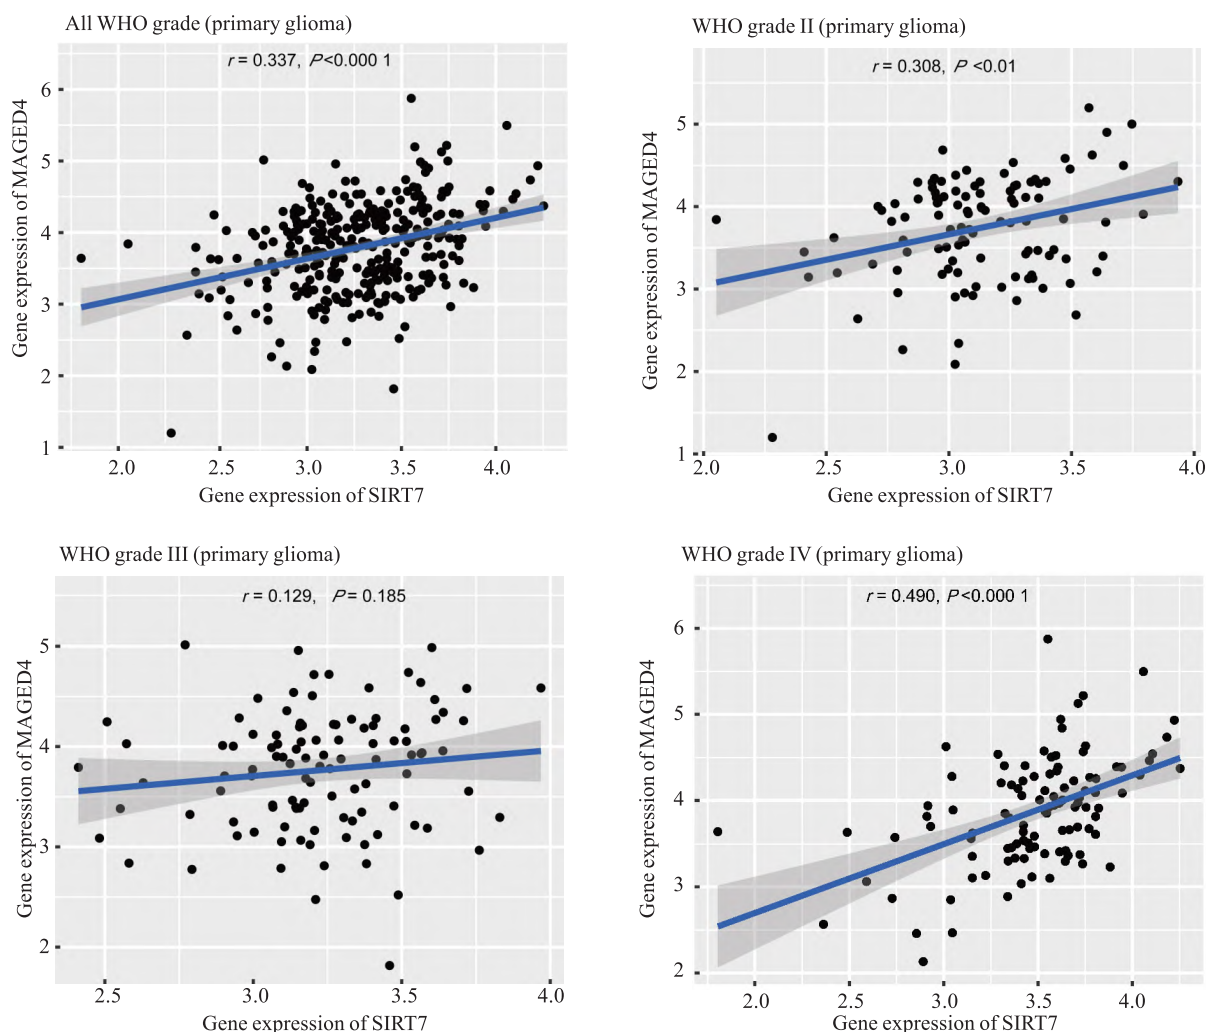 All WHO grade (primary glioma)
r = 0.337, P<0.000 1
Gene expression of MAGED4
6
5
4
3
2
1
2.0 2.5 3.0 3.5 4.0
Gene expression of SIRT7
WHO grade II (primary glioma)
r = 0.308, P <0.01
Gene expression of MAGED4
5
4
3
2
1
2.0 2.5 3.0 3.5 4.0
Gene expression of SIRT7
WHO grade III (primary glioma)
r = 0.129, P = 0.185
Gene expression of MAGED4
5
4
3
2
2.5 3.0 3.5 4.0
Gene expression of SIRT7
WHO grade IV (primary glioma)
r = 0.490, P<0.000 1
Gene expression of MAGED4
6
5
4
3
2
2.0 2.5 3.0 3.5 4.0
Gene expression of SIRT7